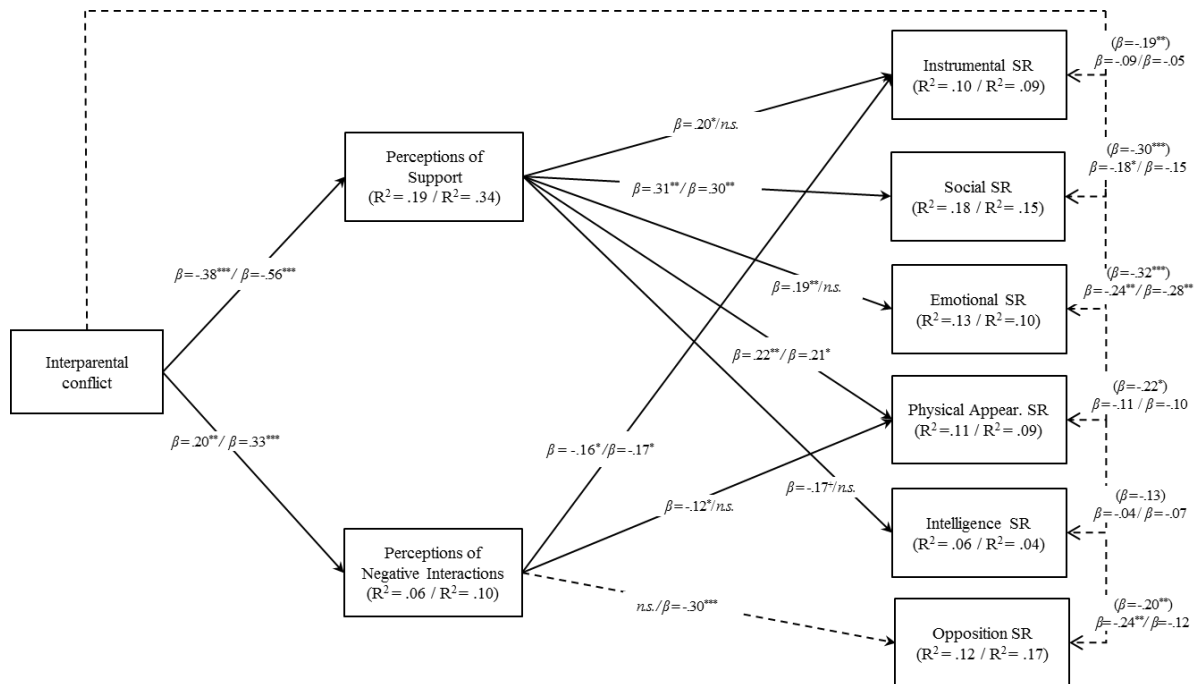 Interparental
conflict
β=-.38***/ β=-.56***
β=.20**/ β=.33***
Perceptions of
Support
(R²= .19 / R²= .34)
Perceptions of
Negative Interactions
(R²= .06 / R²= .10)
β=.20*/n.s.
β=.31**/ β=.30**
β=.19**/n.s.
β=.22**/ β=.21*
β=-.16*/β=-.17*
β=-.17⁺/n.s.
β=-.12*/n.s.
n.s./β=-.30***
Instrumental SR
(R²= .10 / R²= .09)
Social SR
(R²= .18 / R²= .15)
Emotional SR
(R²=.13 / R²=.10)
Physical Appear. SR
(R²=.11 / R²= .09)
Intelligence SR
(R²= .06 / R²= .04)
Opposition SR
(R²= .12 / R²= .17)
(β=-.19**)
β=-.09/β=-.05
(β=-.30***)
β=-.18*/ β=-.15
(β=-.32***)
β=-.24**/ β=-.28**
(β=-.22*)
β=-.11 / β=-.10
(β=-.13)
β=-.04/ β=-.07
(β=-.20**)
β=-.24**/β=-.12